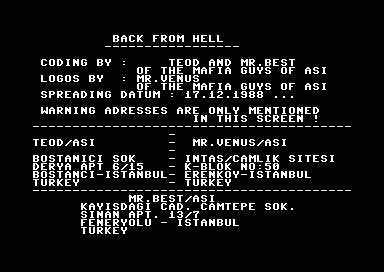 BACK FROM HELL
-----------------
CODING BY :     TEOD AND MR.BEST
OF THE MAFIA GUYS OF ASI
LOGOS BY  : MR.VENUS
OF THE MAFIA GUYS OF ASI
SPREADING DATUM : 17.12.1988 ...
WARNING ADRESSES ARE ONLY MENTIONED
IN THIS SCREEN !
----------------------------------------
-
TEOD/ASI         -  MR.VENUS/ASI
-
BOSTANICI SOK    - INTAS/CAMLIK SITESI
DERYA APT 6/15   - K-BLOK NO:50
BOSTANCI-ISTANBUL- ERENKOY-ISTANBUL
TURKEY           - TURKEY
----------------------------------------
MR.BEST/ASI
KAYISDAGI CAD. CAMTEPE SOK.
SINAN APT. 13/7
FENERYOLU - ISTANBUL
TURKEY